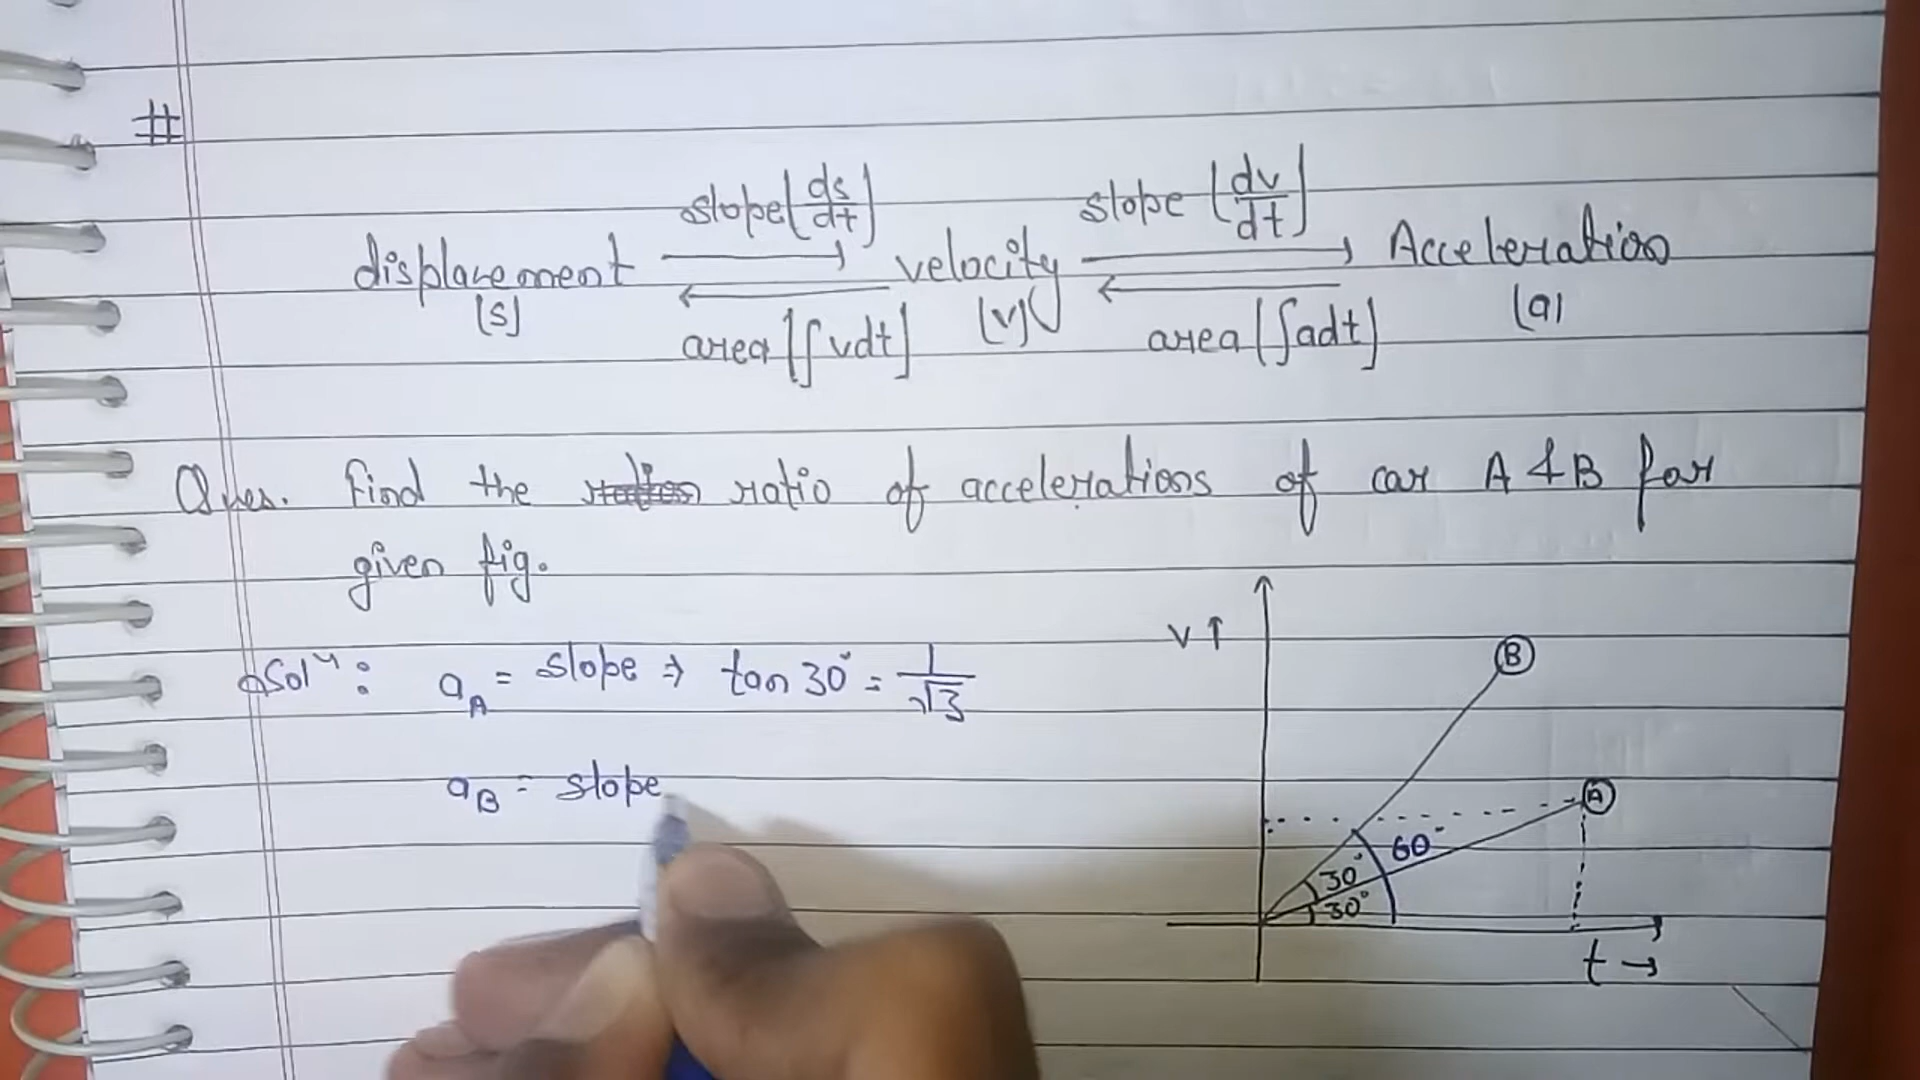 #
slope (ds/dt) slope (dv/dt)
displacement → velocity → Acceleration
(s) ← (v) ← (a)
area (∫vdt) area (∫adt)
Ques. Find the ratio of accelerations of car A & B for
given fig.
Solⁿ: a_A = slope ⇒ tan 30° = 1/√3
a_B = slope
v ↑
B
A
60°
30°
30°
t →